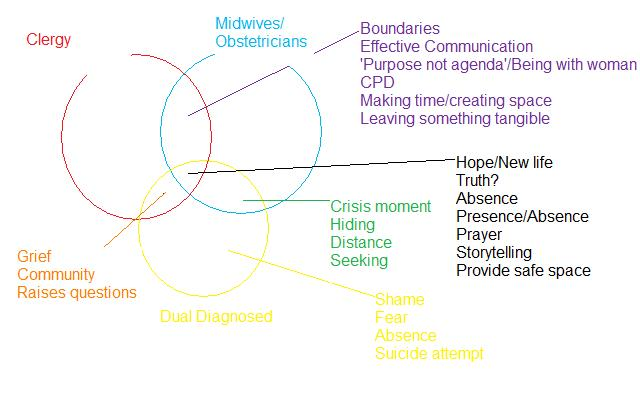 Clergy
Midwives/
Obstetricians
Boundaries
Effective Communication
'Purpose not agenda'/Being with woman
CPD
Making time/creating space
Leaving something tangible
Hope/New life
Truth?
Absence
Presence/Absence
Prayer
Storytelling
Provide safe space
Crisis moment
Hiding
Distance
Seeking
Grief
Community
Raises questions
Dual Diagnosed
Shame
Fear
Absence
Suicide attempt